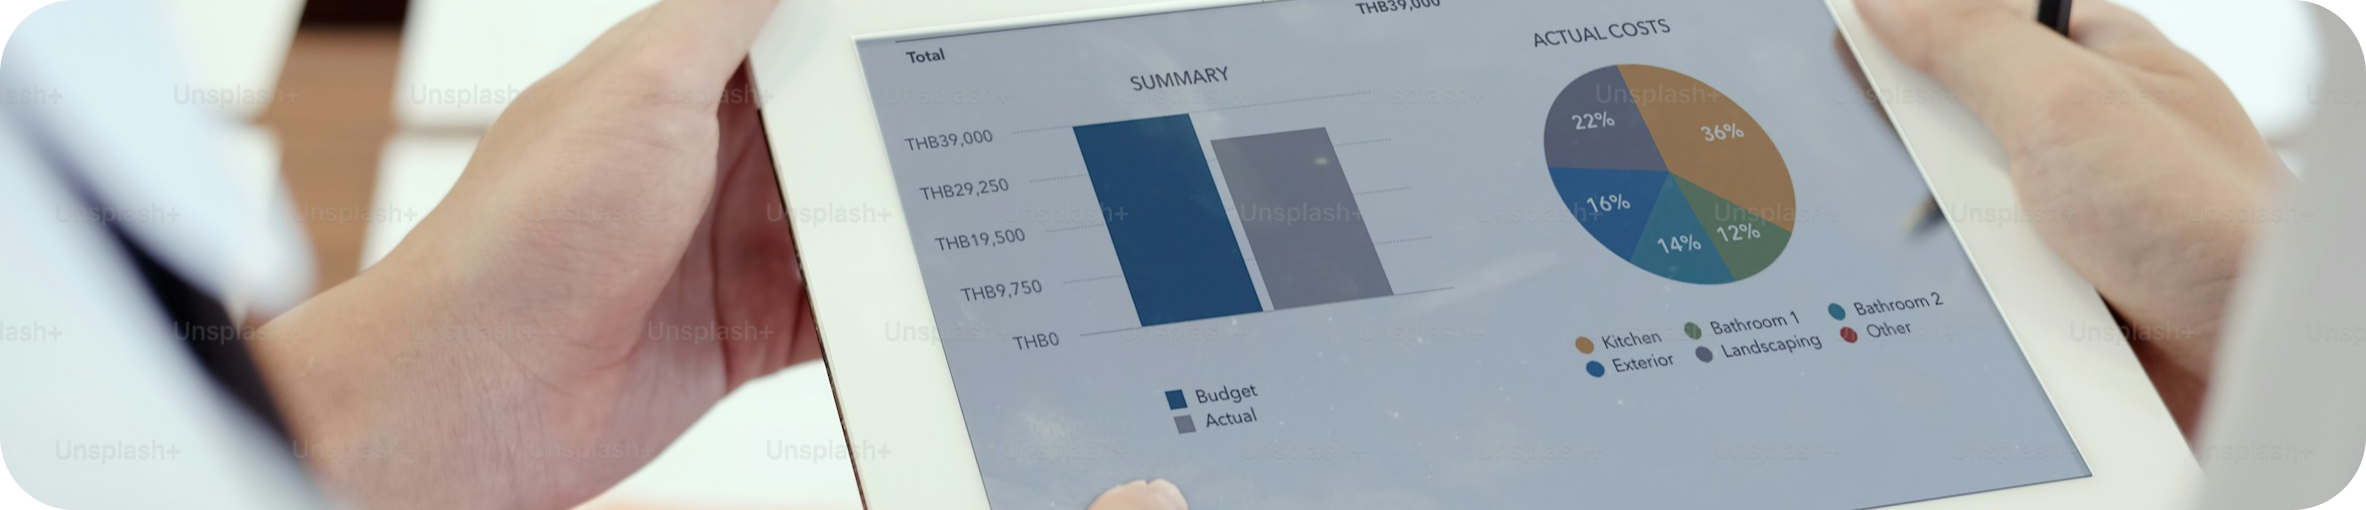 THB39,000
Total
SUMMARY
THB39,000
THB29,250
THB19,500
THB9,750
THB0
Budget
Actual
ACTUAL COSTS
22%
36%
16%
14%
12%
Kitchen
Bathroom 1
Bathroom 2
Exterior
Landscaping
Other
Unsplash+